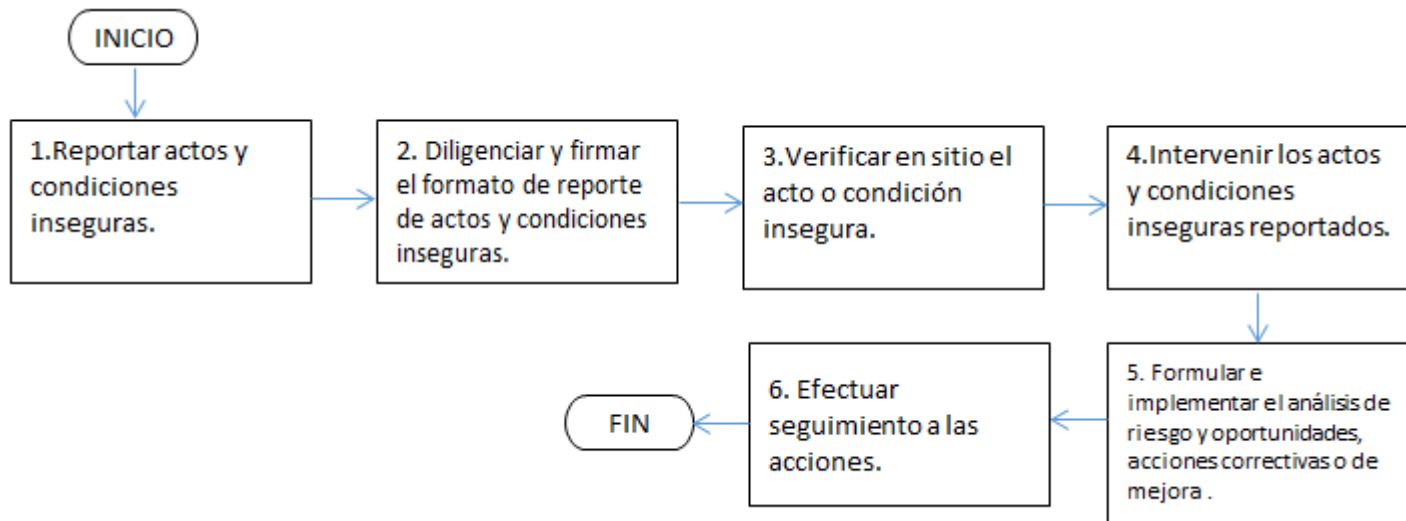 INICIO
1.Reportar actos y
condiciones
inseguras.
2. Diligenciar y firmar
el formato de reporte
de actos y condiciones
inseguras.
3.Verificar en sitio el
acto o condición
insegura.
4.Intervenir los actos
y condiciones
inseguras reportados.
5. Formular e
implementar el análisis de
riesgo y oportunidades,
acciones correctivas o de
mejora .
6. Efectuar
seguimiento a las
acciones.
FIN